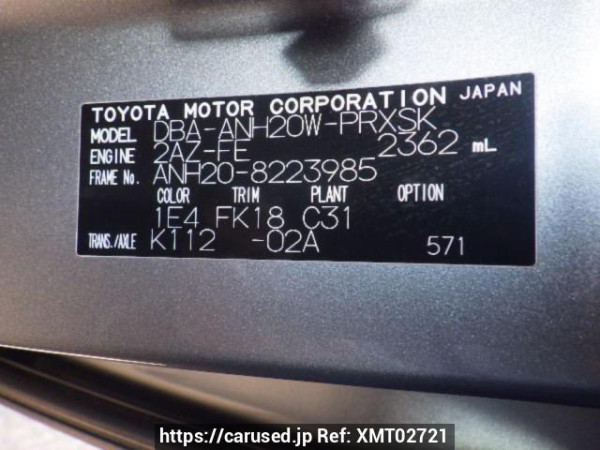 TOYOTA MOTOR CORPORATION JAPAN
MODEL DBA-ANH20W-PRXSK
ENGINE 2AZ-FE 2362 mL
FRAME No. ANH20-8223985
COLOR TRIM PLANT OPTION
1E4 FK18 C31
TRANS./AXLE K112 -02A 571
https://carused.jp Ref: XMT02721